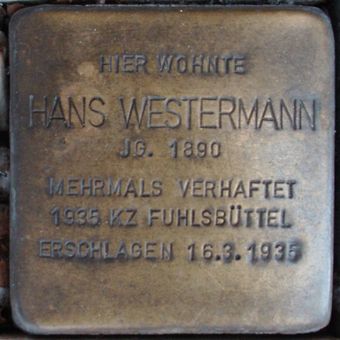 HIER WOHNTE
HANS WESTERMANN
JG. 1890
MEHRMALS VERHAFTET
1935 KZ FUHLSBÜTTEL
ERSCHLAGEN 16.3.1935